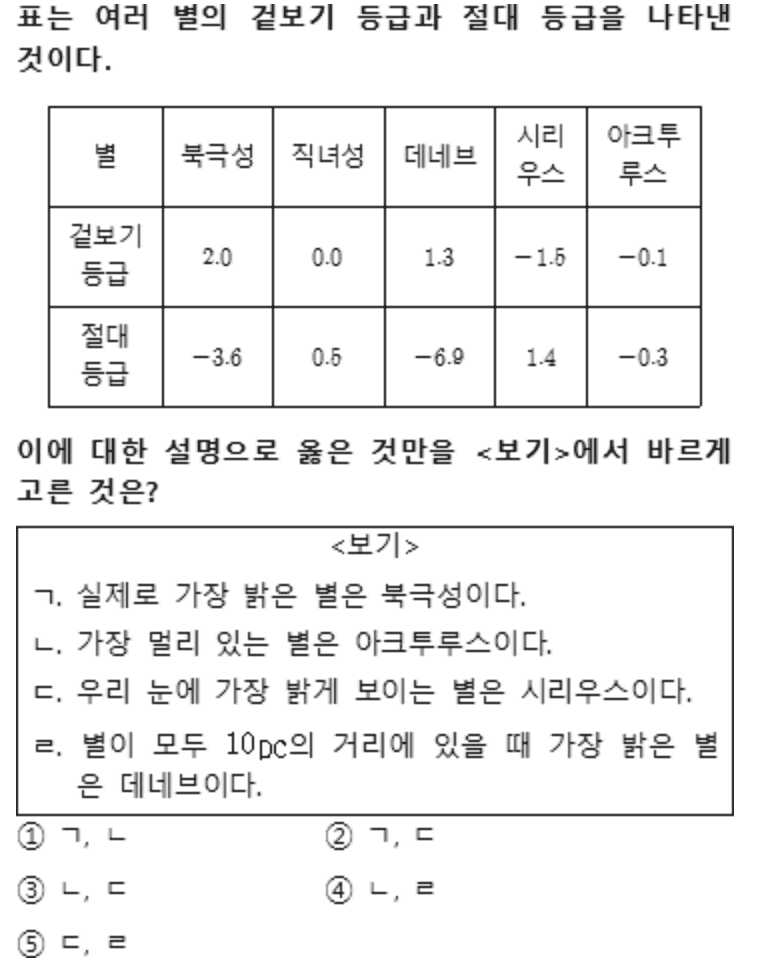 표는 여러 별의 겉보기 등급과 절대 등급을 나타낸
것이다.
별 북극성 직녀성 데네브 시리우스 아크투루스
겉보기 등급 2.0 0.0 1.3 -1.5 -0.1
절대 등급 -3.6 0.5 -6.9 1.4 -0.3
이에 대한 설명으로 옳은 것만을 <보기>에서 바르게
고른 것은?
<보기>
ㄱ. 실제로 가장 밝은 별은 북극성이다.
ㄴ. 가장 멀리 있는 별은 아크투루스이다.
ㄷ. 우리 눈에 가장 밝게 보이는 별은 시리우스이다.
ㄹ. 별이 모두 10pc의 거리에 있을 때 가장 밝은 별
은 데네브이다.
① ㄱ, ㄴ ② ㄱ, ㄷ
③ ㄴ, ㄷ ④ ㄴ, ㄹ
⑤ ㄷ, ㄹ